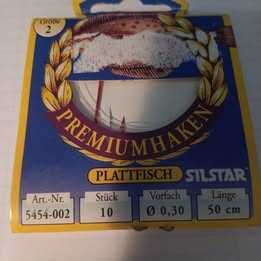 Größe
2
PREMIUMHAKEN
PLATTFISCH
SILSTAR
Art.-Nr.
5454-002
Stück
10
Vorfach
Ø 0,30
Länge
50 cm